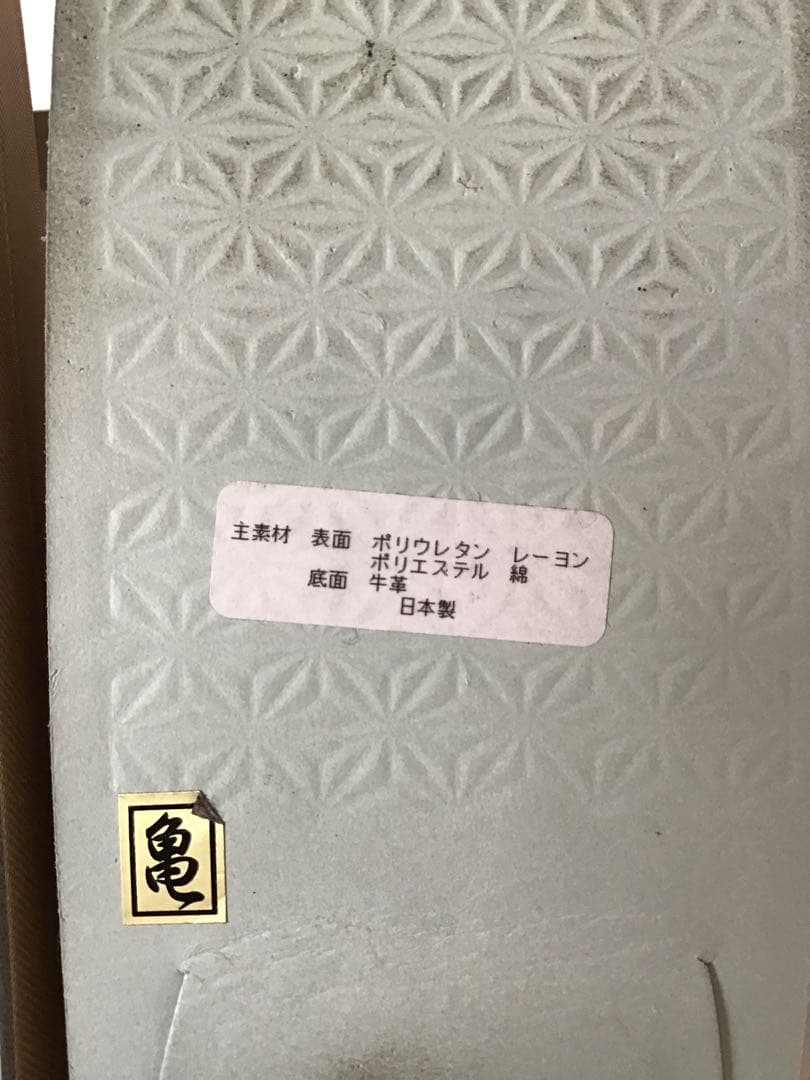 主素材 表面 ポリウレタン レーヨン
ポリエステル 綿
底面 牛革
日本製
亀